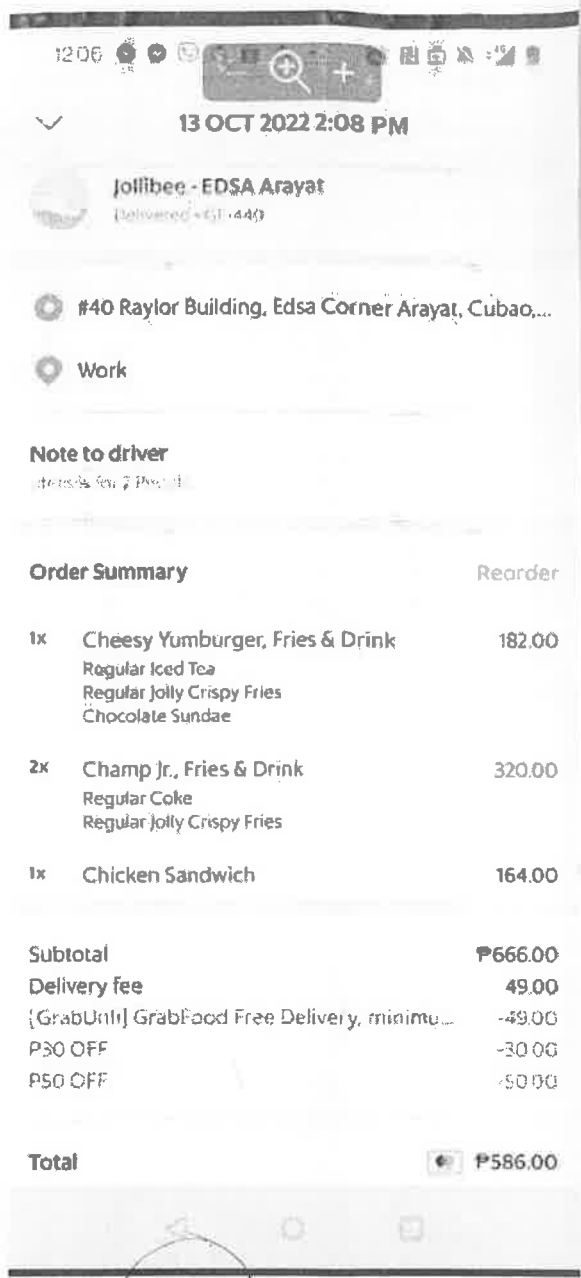 1206
13 OCT 2022 2:08 PM
Jollibee - EDSA Arayat
Delivered - GF-440
#40 Raylor Building, Edsa Corner Arayat, Cubao,...
Work
Note to driver
Order Summary Reorder
1x Cheesy Yumburger, Fries & Drink 182.00
Regular Iced Tea
Regular Jolly Crispy Fries
Chocolate Sundae
2x Champ Jr., Fries & Drink 320.00
Regular Coke
Regular Jolly Crispy Fries
1x Chicken Sandwich 164.00
Subtotal ₱666.00
Delivery fee 49.00
[GrabUnli] GrabFood Free Delivery, minimu... -49.00
P30 OFF -30.00
P50 OFF -50.00
Total ₱586.00